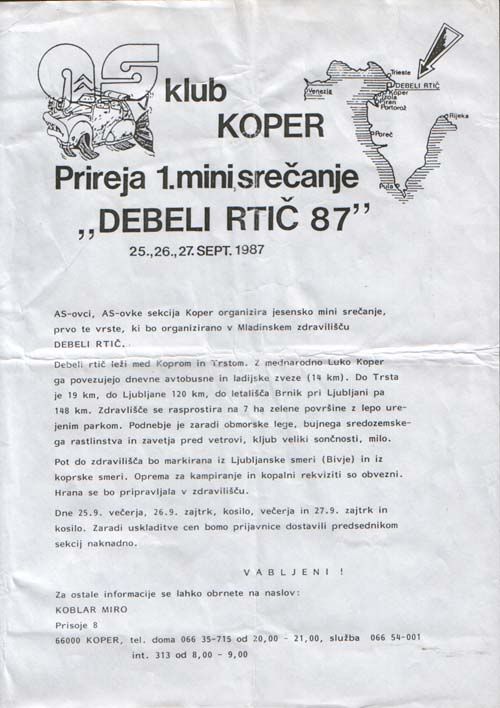 AS
klub
KOPER
Trieste
DEBELI RTIČ
Koper
Izola
Piran
Portorož
Venezia
Rijeka
Poreč
Pula
Prireja 1.mini srečanje
,,DEBELI RTIČ 87"
25.,26.,27. SEPT. 1987
AS-ovci, AS-ovke sekcija Koper organizira jesensko mini srečanje,
prvo te vrste, ki bo organizirano v Mladinskem zdravilišču
DEBELI RTIČ.
Debeli rtič leži med Koprom in Trstom. Z mednarodno Luko Koper
ga povezujejo dnevne avtobusne in ladijske zveze (14 km). Do Trsta
je 19 km, do Ljubljane 120 km, do letališča Brnik pri Ljubljani pa
148 km. Zdravlišče se rasprostira na 7 ha zelene površine z lepo ure-
jenim parkom. Podnebje je zaradi obmorske lege, bujnega sredozemske-
ga rastlinstva in zavetja pred vetrovi, kljub veliki sončnosti, milo.
Pot do zdravilišča bo markirana iz Ljubljanske smeri (Bivje) in iz
koprske smeri. Oprema za kampiranje in kopalni rekviziti so obvezni.
Hrana se bo pripravljala v zdravilišču.
Dne 25.9. večerja, 26.9. zajtrk, kosilo, večerja in 27.9. zajtrk in
kosilo. Zaradi uskladitve cen bomo prijavnice dostavili predsednikom
sekcij naknadno.
V A B L J E N I !
Za ostale informacije se lahko obrnete na naslov:
KOBLAR MIRO
Prisoje 8
66000 KOPER, tel. doma 066 35-715 od 20,00 - 21,00, služba 066 54-001
int. 313 od 8,00 - 9,00